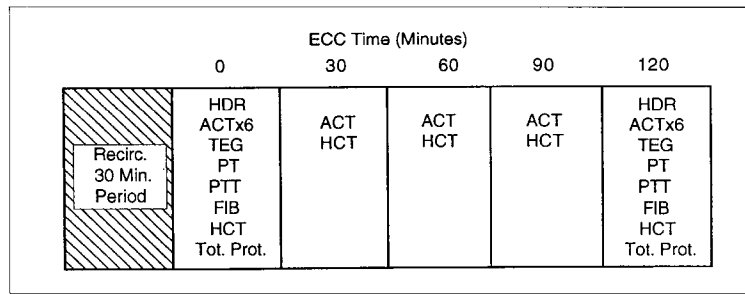 ECC Time (Minutes)
0 30 60 90 120
Recirc.
30 Min.
Period
HDR
ACTx6
TEG
PT
PTT
FIB
HCT
Tot. Prot.
ACT
HCT
ACT
HCT
ACT
HCT
HDR
ACTx6
TEG
PT
PTT
FIB
HCT
Tot. Prot.